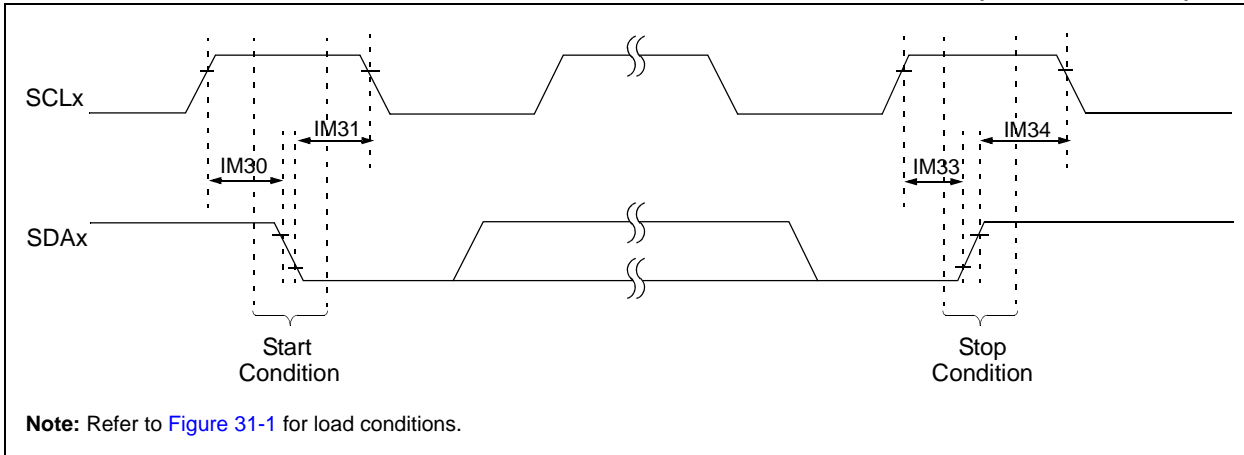 SCLx
IM31
IM34
IM30
IM33
SDAx
Start
Condition
Stop
Condition
Note: Refer to Figure 31-1 for load conditions.